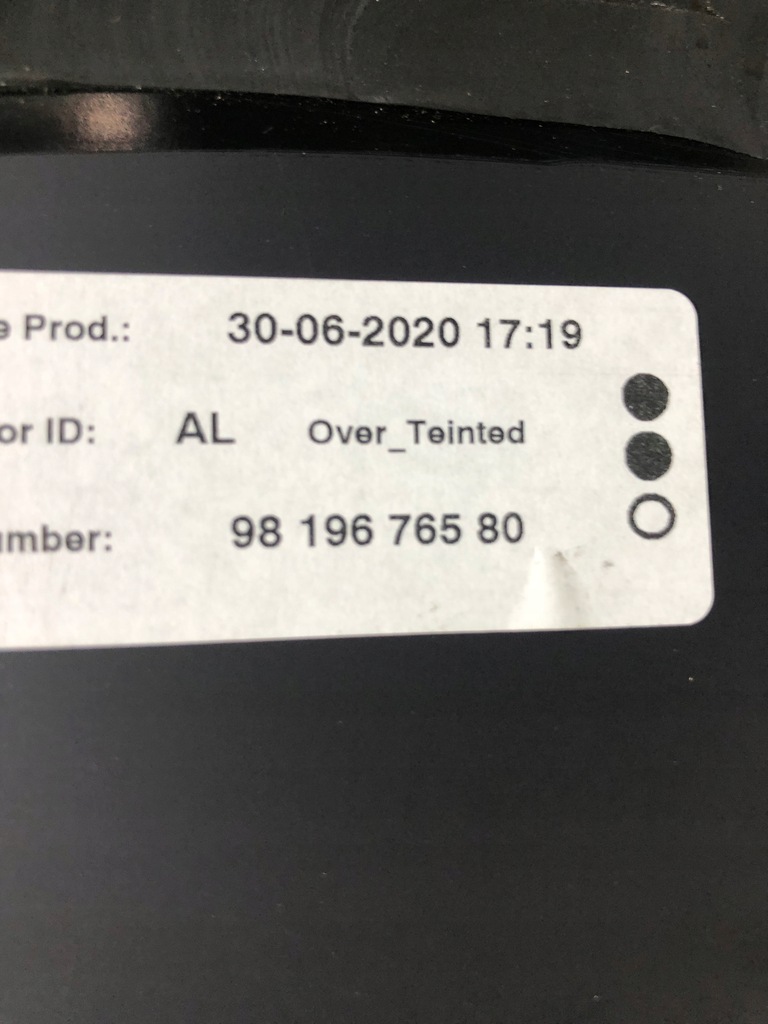 e Prod.: 30-06-2020 17:19
or ID: AL Over_Teinted
umber: 98 196 765 80